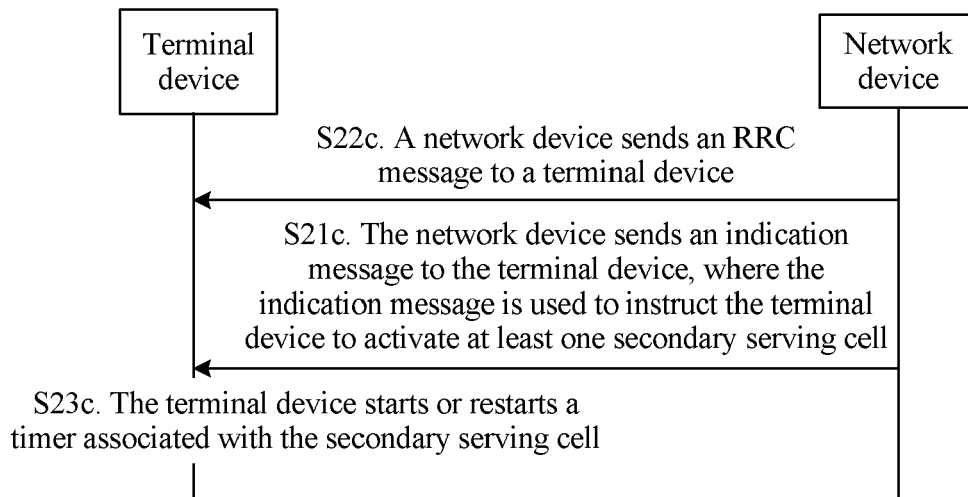 Terminal
device
Network
device
S22c. A network device sends an RRC
message to a terminal device
S21c. The network device sends an indication
message to the terminal device, where the
indication message is used to instruct the terminal
device to activate at least one secondary serving cell
S23c. The terminal device starts or restarts a
timer associated with the secondary serving cell